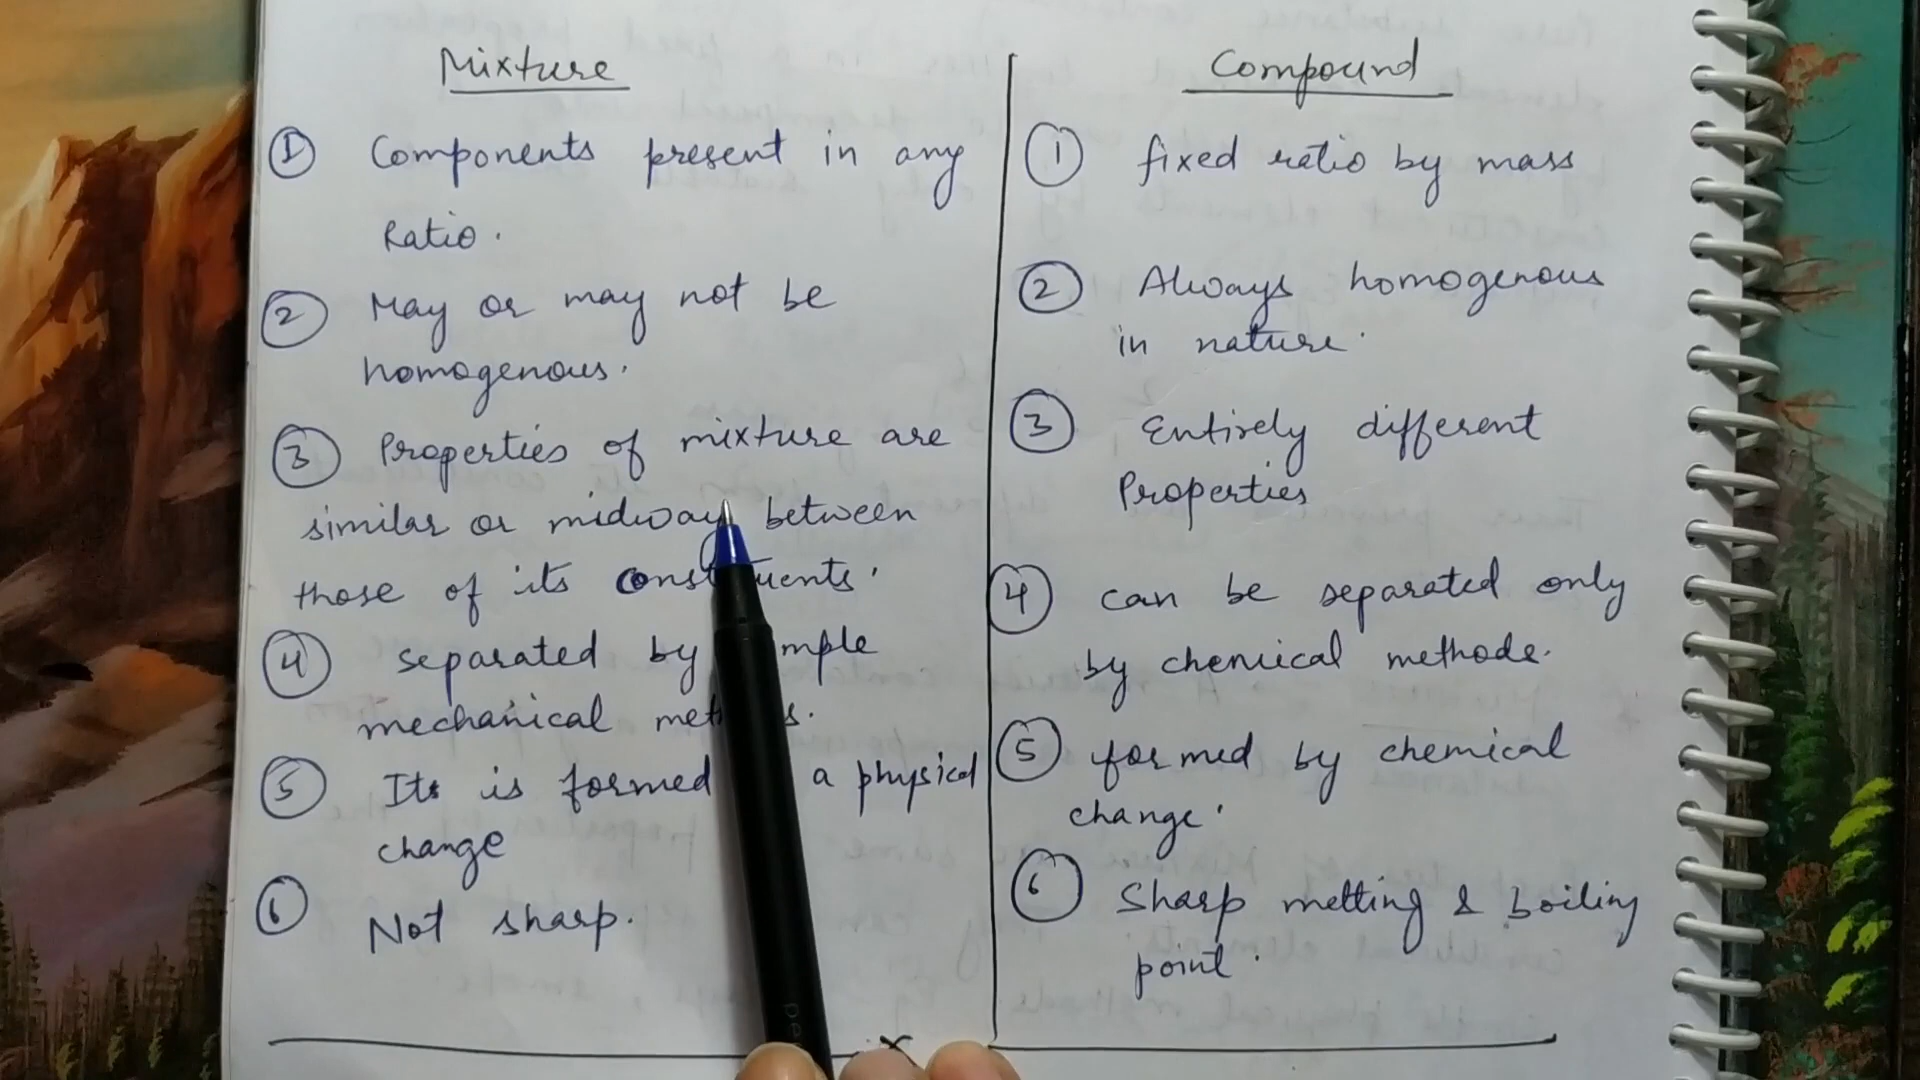 Mixture
① Components present in any
Ratio.
② May or may not be
homogenous.
③ Properties of mixture are
similar or midway between
those of its
④ separated by
mechanical
⑤ Its is formed a physical
change
⑥ Not sharp.
Compound
① fixed ratio by mass
② Always homogenous
in nature.
③ Entirely different
Properties
④ can be separated only
by chemical methode.
⑤ formed by chemical
change.
⑥ Sharp melting & boiling
point.